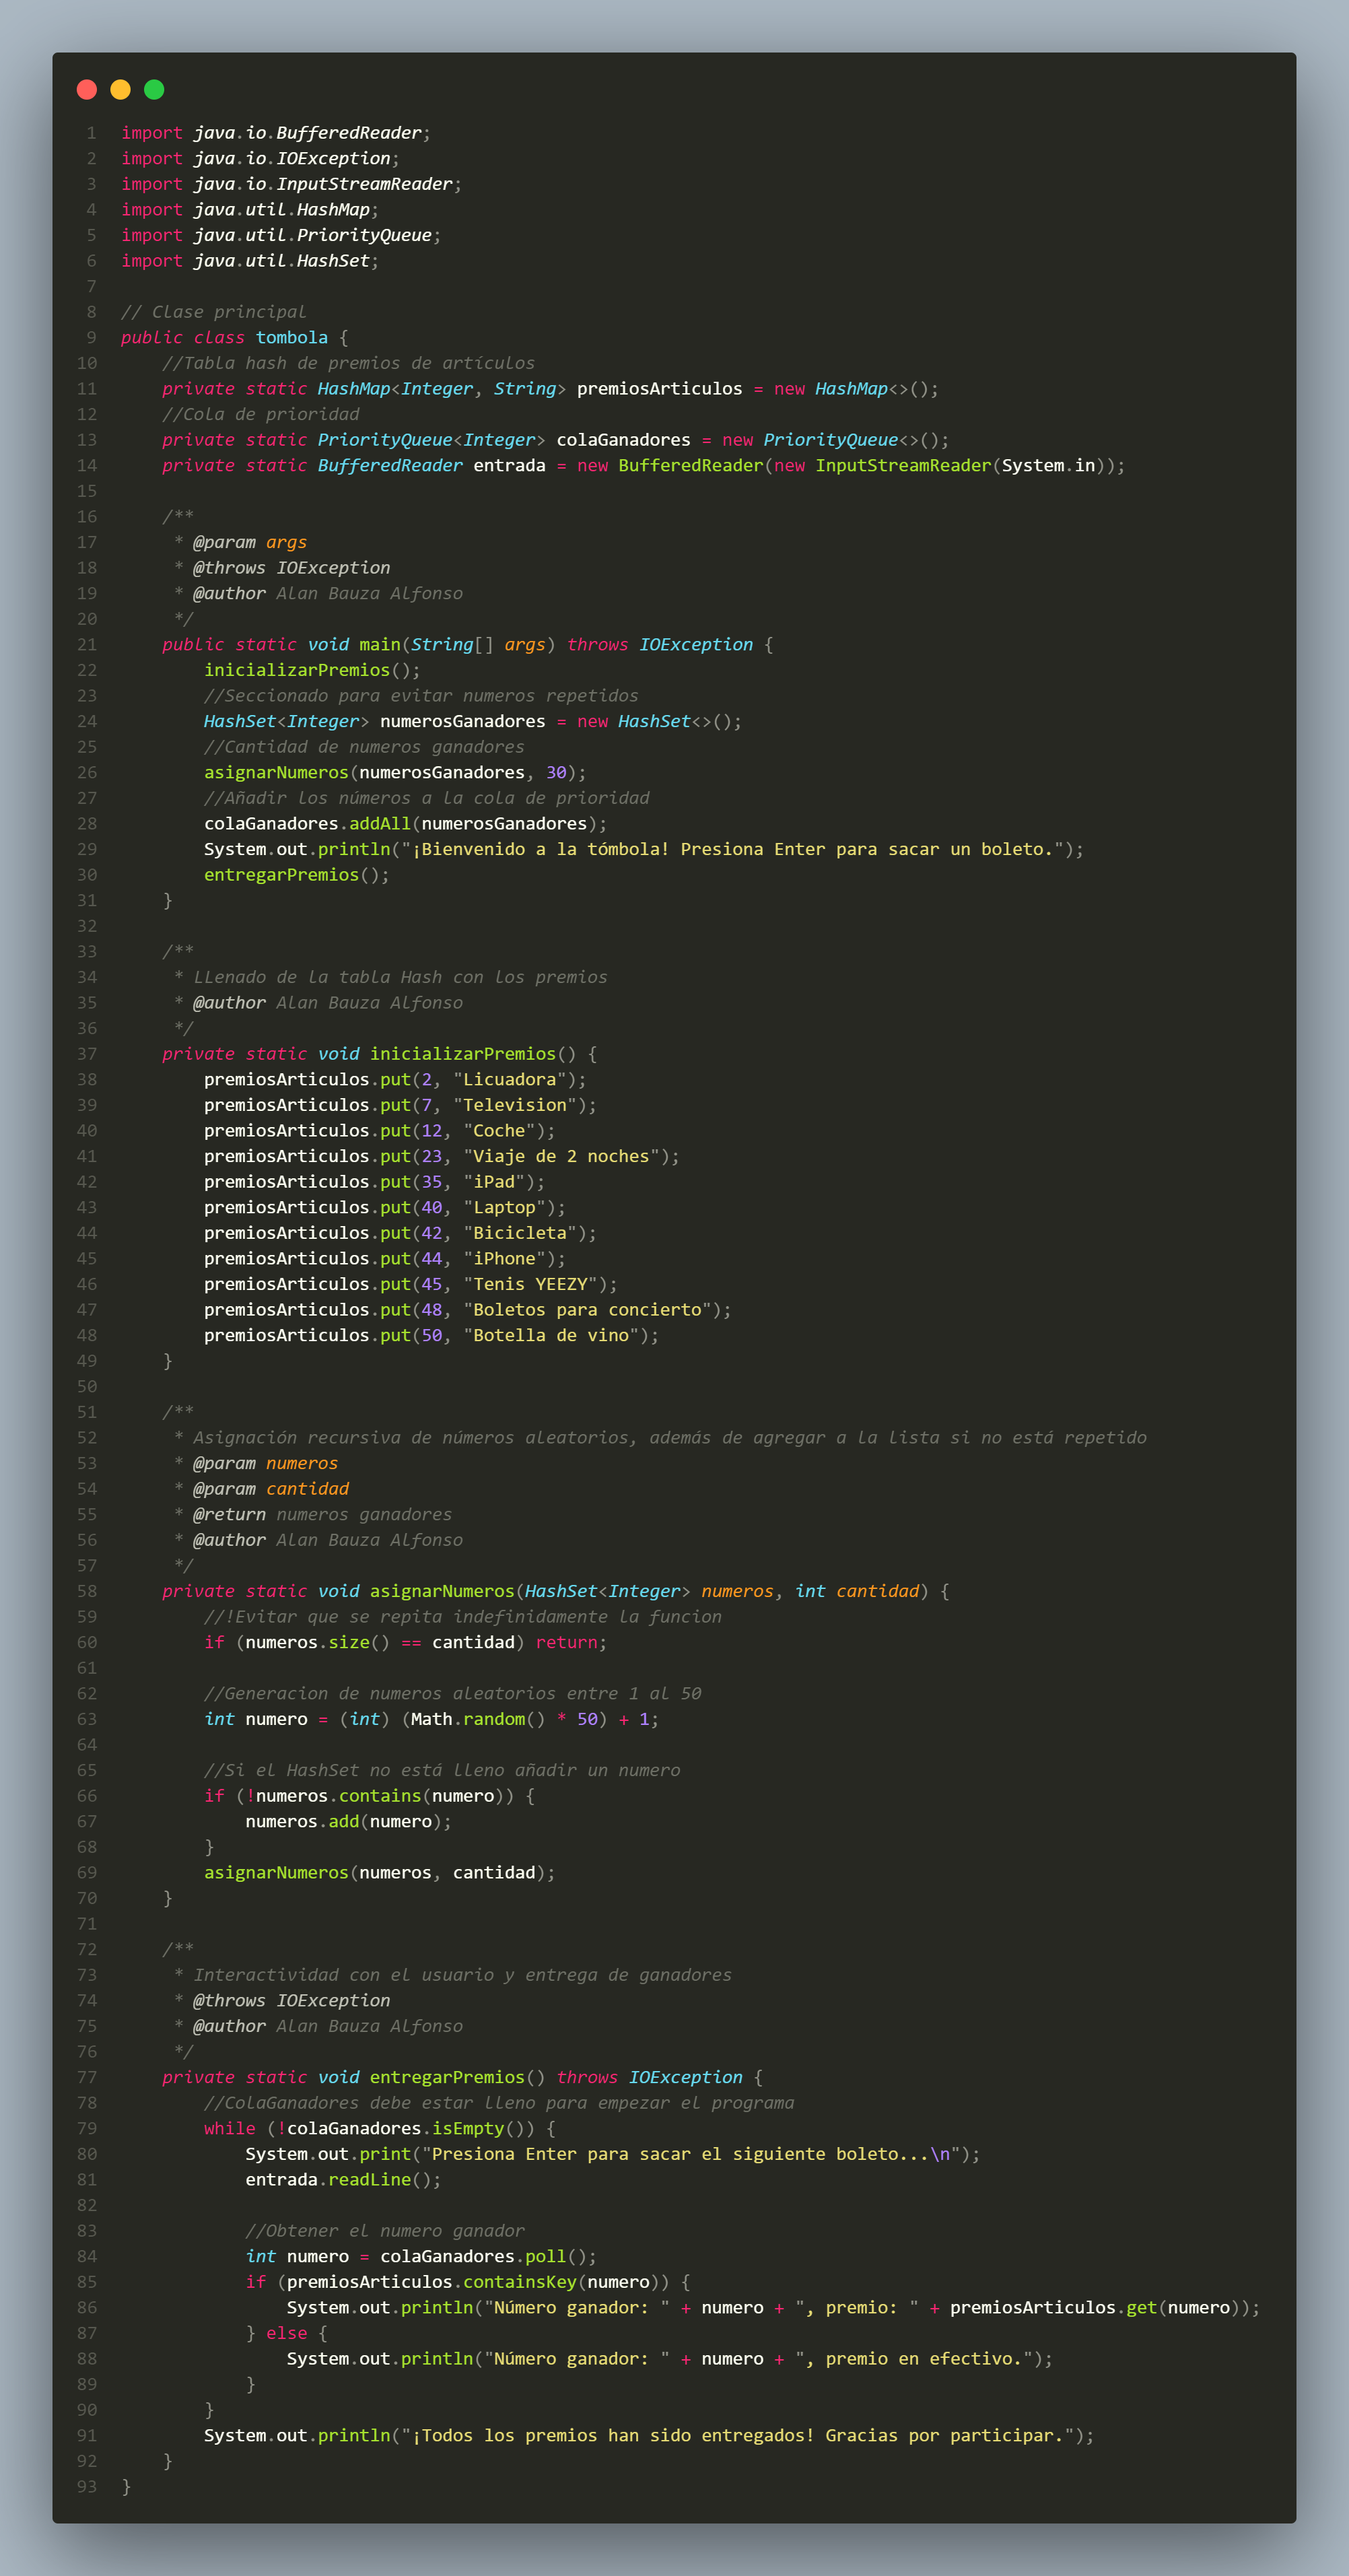 1 import java.io.BufferedReader;
2 import java.io.IOException;
3 import java.io.InputStreamReader;
4 import java.util.HashMap;
5 import java.util.PriorityQueue;
6 import java.util.HashSet;
7
8 // Clase principal
9 public class tombola {
10     //Tabla hash de premios de artículos
11     private static HashMap<Integer, String> premiosArticulos = new HashMap<>();
12     //Cola de prioridad
13     private static PriorityQueue<Integer> colaGanadores = new PriorityQueue<>();
14     private static BufferedReader entrada = new BufferedReader(new InputStreamReader(System.in));
15
16     /**
17      * @param args
18      * @throws IOException
19      * @author Alan Bauza Alfonso
20      */
21     public static void main(String[] args) throws IOException {
22         inicializarPremios();
23         //Seccionado para evitar numeros repetidos
24         HashSet<Integer> numerosGanadores = new HashSet<>();
25         //Cantidad de numeros ganadores
26         asignarNumeros(numerosGanadores, 30);
27         //Añadir los números a la cola de prioridad
28         colaGanadores.addAll(numerosGanadores);
29         System.out.println("¡Bienvenido a la tómbola! Presiona Enter para sacar un boleto.");
30         entregarPremios();
31     }
32
33     /**
34      * LLenado de la tabla Hash con los premios
35      * @author Alan Bauza Alfonso
36      */
37     private static void inicializarPremios() {
38         premiosArticulos.put(2, "Licuadora");
39         premiosArticulos.put(7, "Television");
40         premiosArticulos.put(12, "Coche");
41         premiosArticulos.put(23, "Viaje de 2 noches");
42         premiosArticulos.put(35, "iPad");
43         premiosArticulos.put(40, "Laptop");
44         premiosArticulos.put(42, "Bicicleta");
45         premiosArticulos.put(44, "iPhone");
46         premiosArticulos.put(45, "Tenis YEEZY");
47         premiosArticulos.put(48, "Boletos para concierto");
48         premiosArticulos.put(50, "Botella de vino");
49     }
50
51     /**
52      * Asignación recursiva de números aleatorios, además de agregar a la lista si no está repetido
53      * @param numeros
54      * @param cantidad
55      * @return numeros ganadores
56      * @author Alan Bauza Alfonso
57      */
58     private static void asignarNumeros(HashSet<Integer> numeros, int cantidad) {
59         //!Evitar que se repita indefinidamente la funcion
60         if (numeros.size() == cantidad) return;
61
62         //Generacion de numeros aleatorios entre 1 al 50
63         int numero = (int) (Math.random() * 50) + 1;
64
65         //Si el HashSet no está lleno añadir un numero
66         if (!numeros.contains(numero)) {
67             numeros.add(numero);
68         }
69         asignarNumeros(numeros, cantidad);
70     }
71
72     /**
73      * Interactividad con el usuario y entrega de ganadores
74      * @throws IOException
75      * @author Alan Bauza Alfonso
76      */
77     private static void entregarPremios() throws IOException {
78         //ColaGanadores debe estar lleno para empezar el programa
79         while (!colaGanadores.isEmpty()) {
80             System.out.print("Presiona Enter para sacar el siguiente boleto...\n");
81             entrada.readLine();
82
83             //Obtener el numero ganador
84             int numero = colaGanadores.poll();
85             if (premiosArticulos.containsKey(numero)) {
86                 System.out.println("Número ganador: " + numero + ", premio: " + premiosArticulos.get(numero));
87             } else {
88                 System.out.println("Número ganador: " + numero + ", premio en efectivo.");
89             }
90         }
91         System.out.println("¡Todos los premios han sido entregados! Gracias por participar.");
92     }
93 }